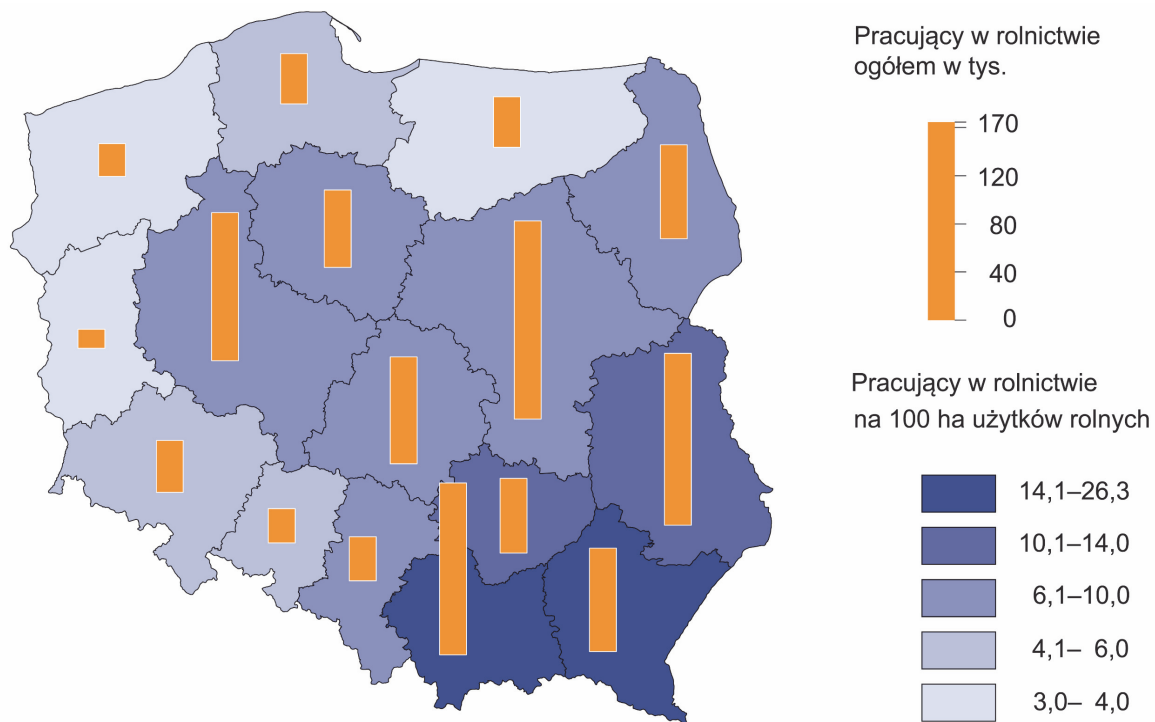 Pracujący w rolnictwie
ogółem w tys.
170
120
80
40
0
Pracujący w rolnictwie
na 100 ha użytków rolnych
14,1–26,3
10,1–14,0
6,1–10,0
4,1– 6,0
3,0– 4,0